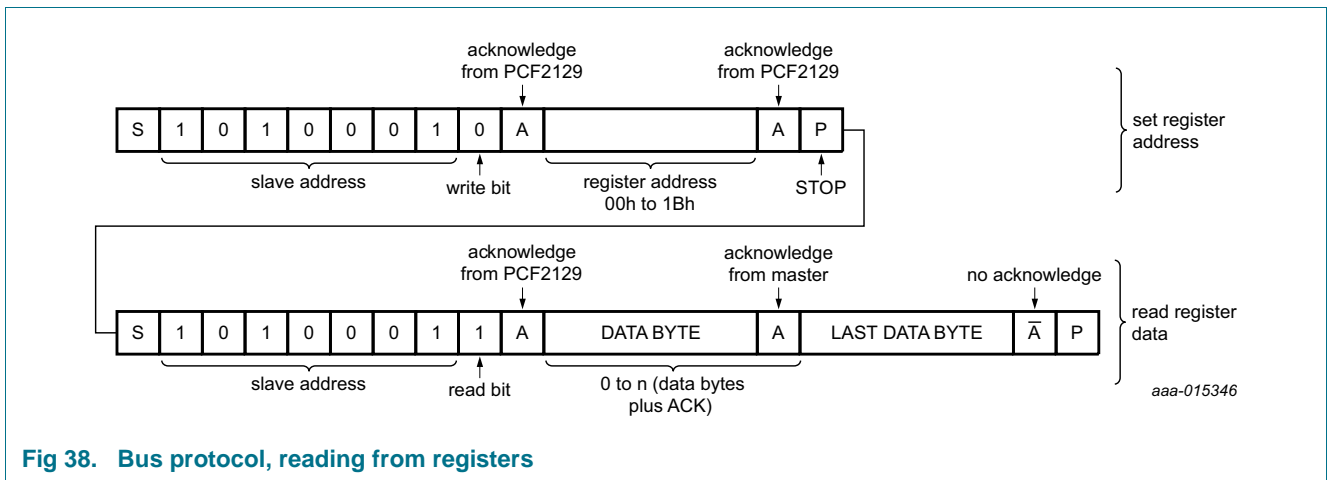 acknowledge
from PCF2129
acknowledge
from PCF2129
S 1 0 1 0 0 0 1 0 A A P
set register
address
slave address
write bit
register address
00h to 1Bh
STOP
acknowledge
from PCF2129
acknowledge
from master
no acknowledge
S 1 0 1 0 0 0 1 1 A DATA BYTE A LAST DATA BYTE A̅ P
read register
data
slave address
read bit
0 to n (data bytes
plus ACK)
aaa-015346
Fig 38. Bus protocol, reading from registers